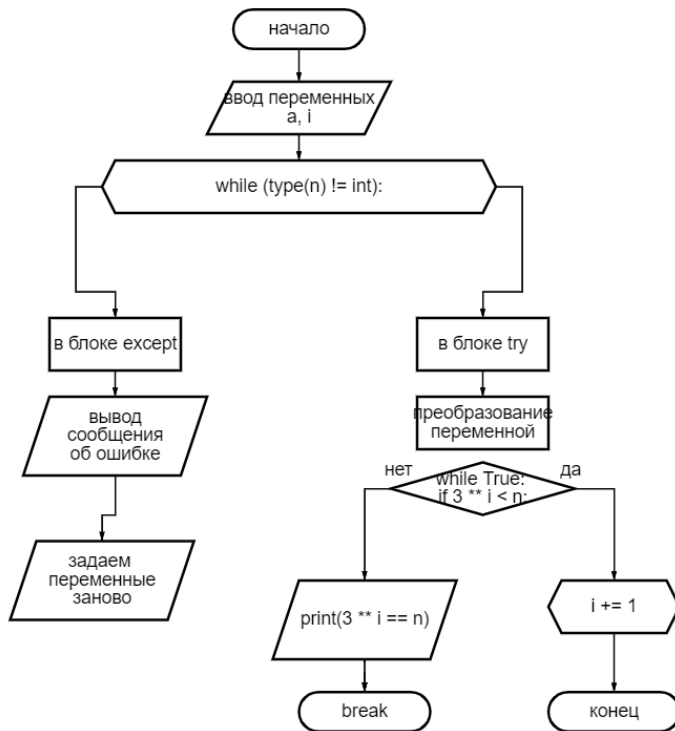 начало
ввод переменных
a, i
while (type(n) != int):
в блоке except
в блоке try
вывод
сообщения
об ошибке
преобразование
переменной
нет
да
while True:
if 3 ** i < n:
задаем
переменные
заново
print(3 ** i == n)
i += 1
break
конец